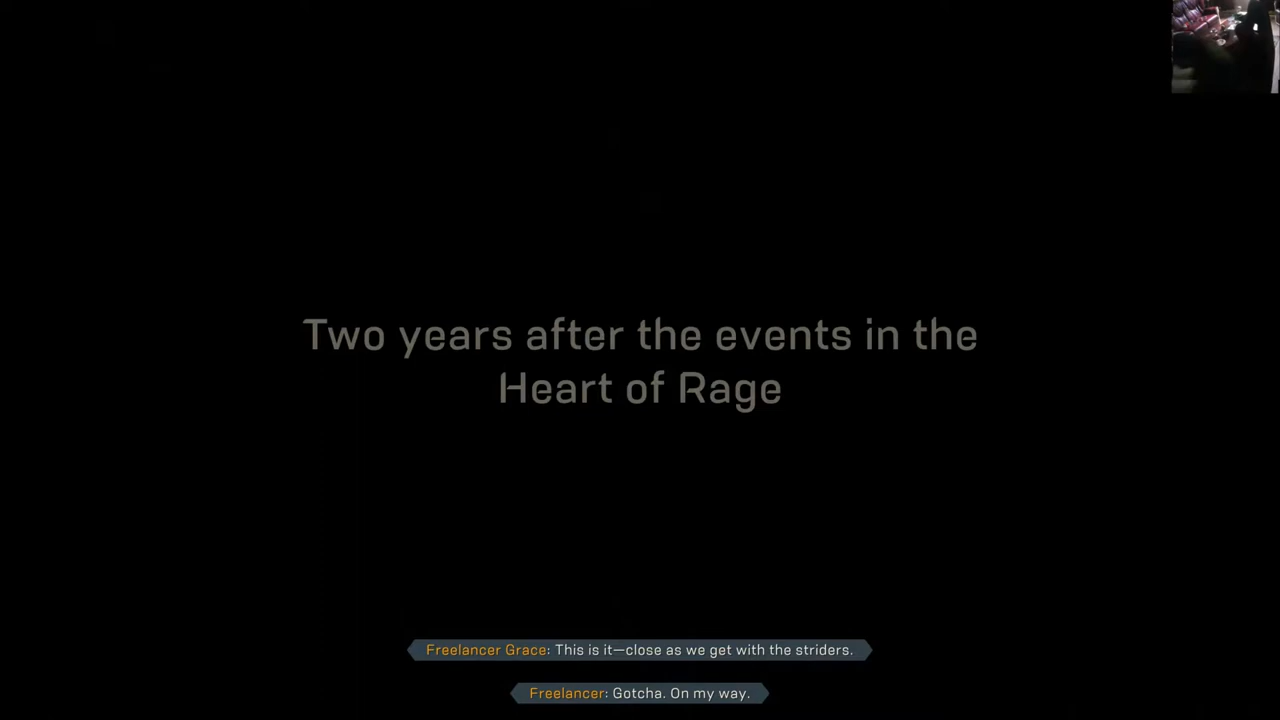 Two years after the events in the
Heart of Rage
Freelancer Grace: This is it—close as we get with the striders.
Freelancer: Gotcha. On my way.